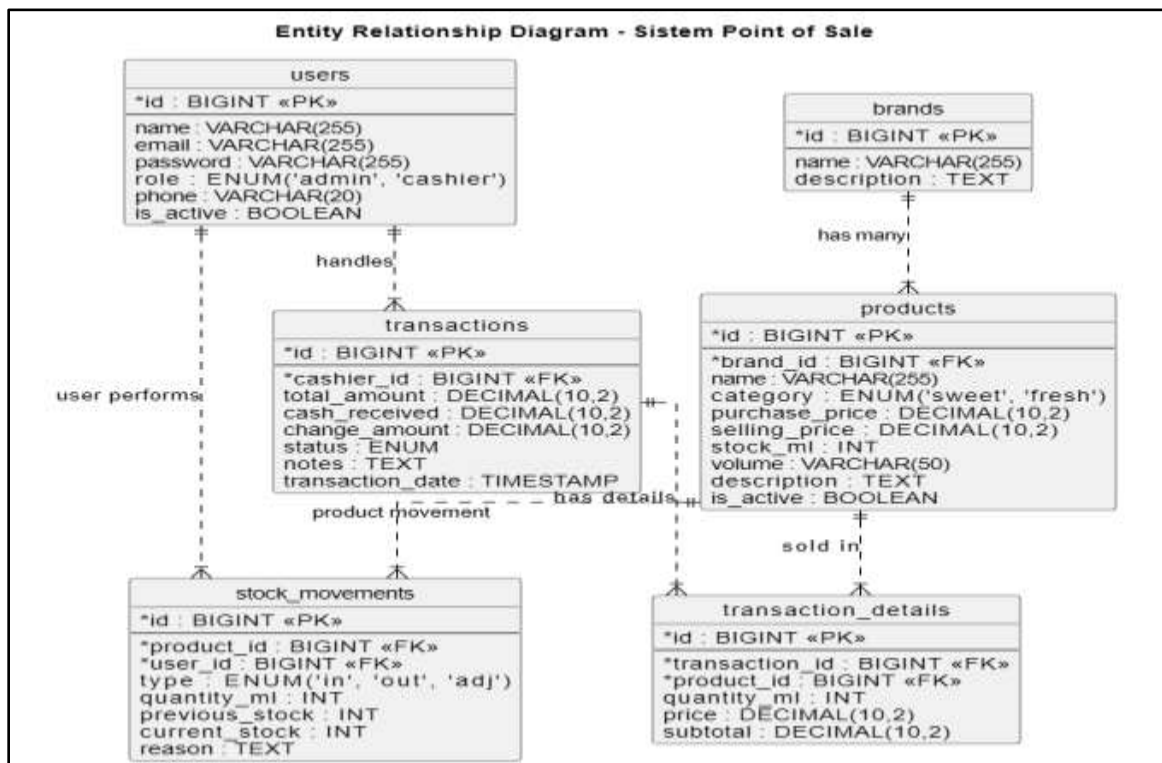 Entity Relationship Diagram - Sistem Point of Sale
users
*id : BIGINT «PK»
name : VARCHAR(255)
email : VARCHAR(255)
password : VARCHAR(255)
role : ENUM('admin', 'cashier')
phone : VARCHAR(20)
is_active : BOOLEAN
brands
*id : BIGINT «PK»
name : VARCHAR(255)
description : TEXT
handles
has many
transactions
*id : BIGINT «PK»
*cashier_id : BIGINT «FK»
total_amount : DECIMAL(10,2)
cash_received : DECIMAL(10,2)
change_amount : DECIMAL(10,2)
status : ENUM
notes : TEXT
transaction_date : TIMESTAMP
products
*id : BIGINT «PK»
*brand_id : BIGINT «FK»
name : VARCHAR(255)
category : ENUM('sweet', 'fresh')
purchase_price : DECIMAL(10,2)
selling_price : DECIMAL(10,2)
stock_ml : INT
volume : VARCHAR(50)
description : TEXT
is_active : BOOLEAN
user performs
has details
product movement
sold in
stock_movements
*id : BIGINT «PK»
*product_id : BIGINT «FK»
*user_id : BIGINT «FK»
type : ENUM('in', 'out', 'adj')
quantity_ml : INT
previous_stock : INT
current_stock : INT
reason : TEXT
transaction_details
*id : BIGINT «PK»
*transaction_id : BIGINT «FK»
*product_id : BIGINT «FK»
quantity_ml : INT
price : DECIMAL(10,2)
subtotal : DECIMAL(10,2)